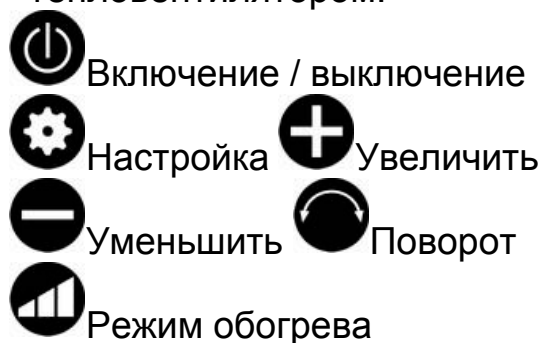 Включение / выключение
Настройка Увеличить
Уменьшить Поворот
Режим обогрева